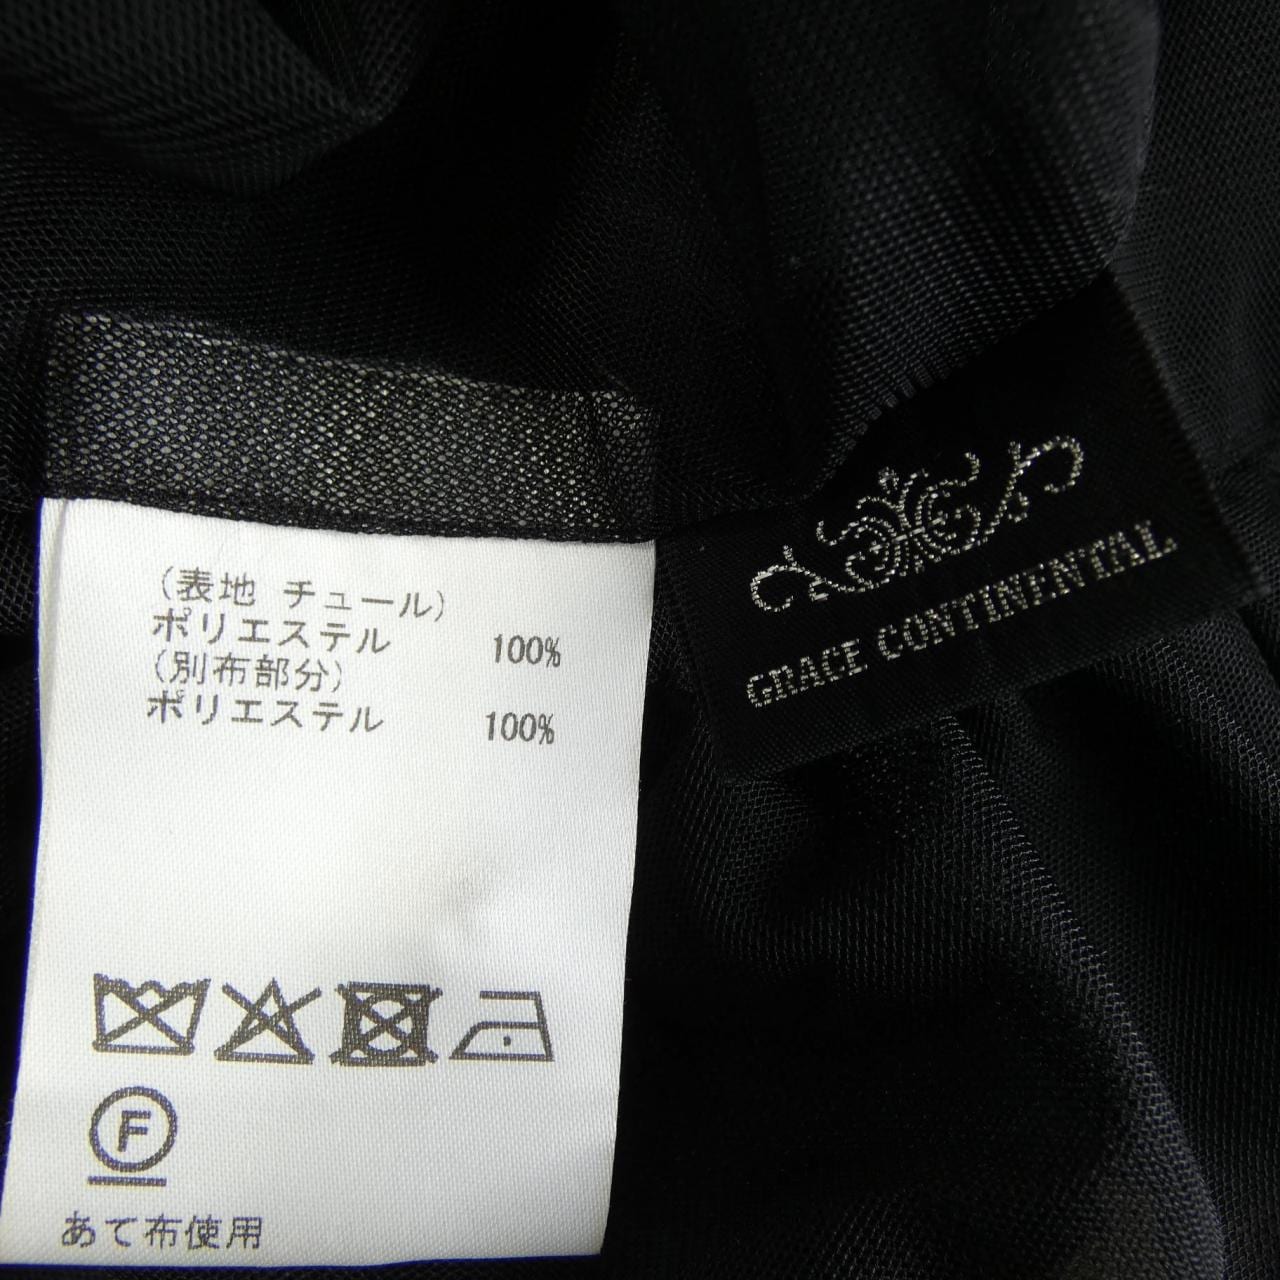 (表地 チュール)
ポリエステル 100%
(別布部分)
ポリエステル 100%
F
あて布使用
GRACE CONTINENTAL